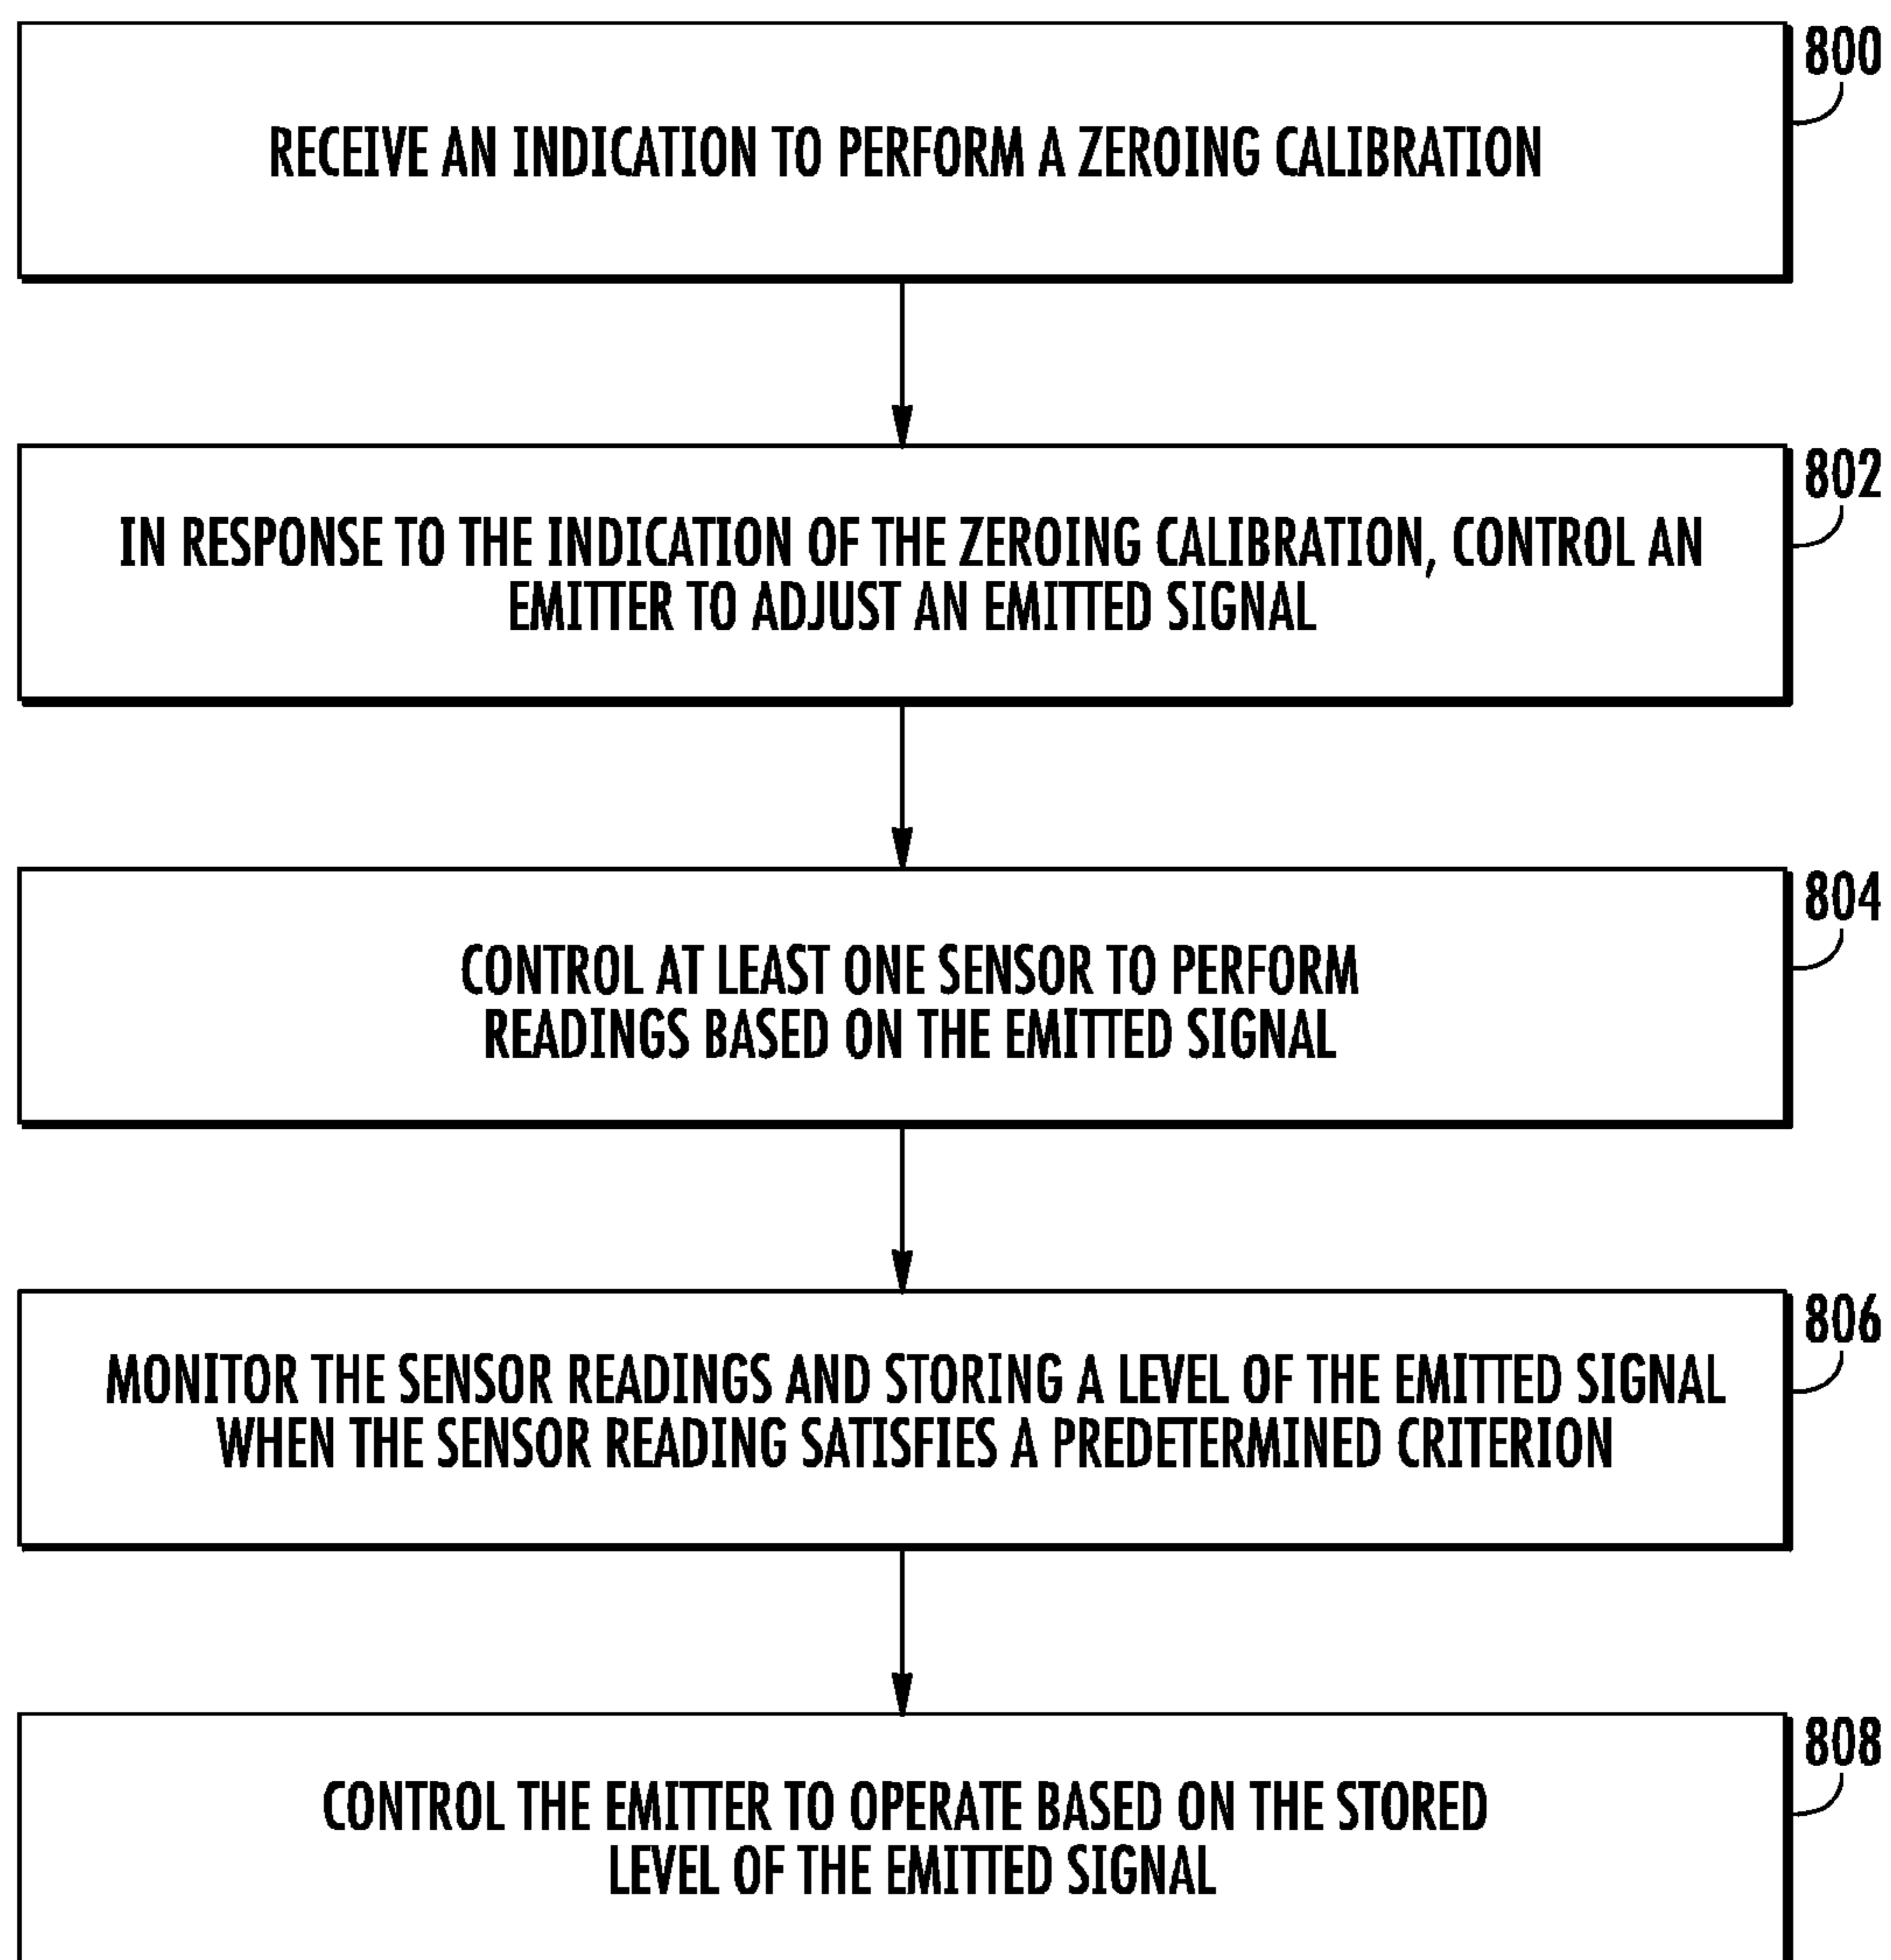 800
RECEIVE AN INDICATION TO PERFORM A ZEROING CALIBRATION
802
IN RESPONSE TO THE INDICATION OF THE ZEROING CALIBRATION, CONTROL AN
EMITTER TO ADJUST AN EMITTED SIGNAL
804
CONTROL AT LEAST ONE SENSOR TO PERFORM
READINGS BASED ON THE EMITTED SIGNAL
806
MONITOR THE SENSOR READINGS AND STORING A LEVEL OF THE EMITTED SIGNAL
WHEN THE SENSOR READING SATISFIES A PREDETERMINED CRITERION
808
CONTROL THE EMITTER TO OPERATE BASED ON THE STORED
LEVEL OF THE EMITTED SIGNAL